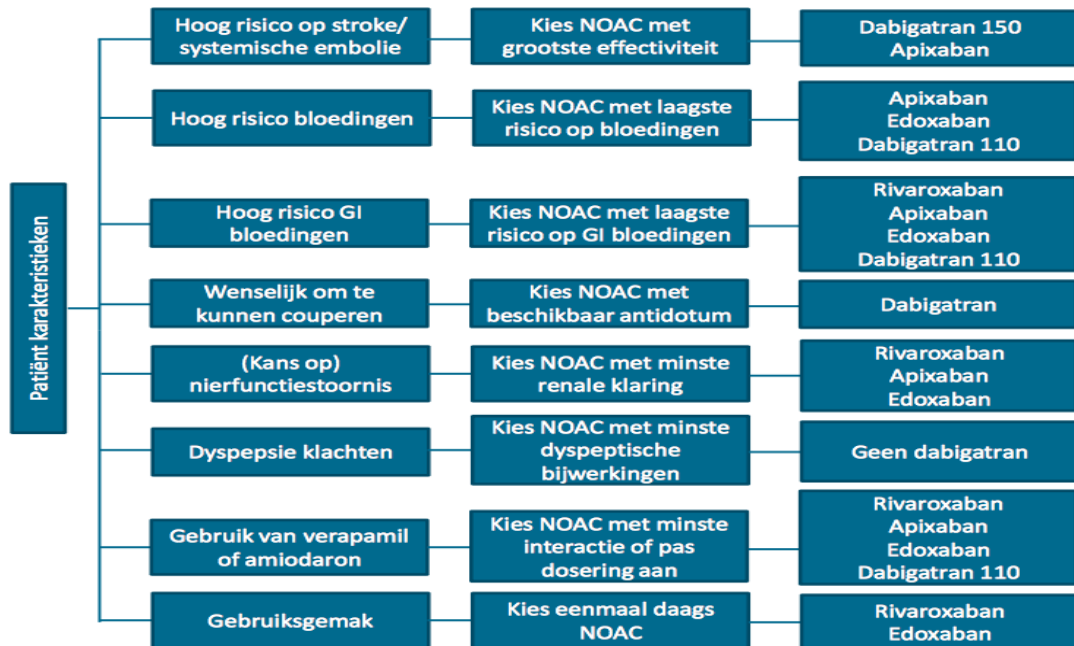 Patiënt karakteristieken
Hoog risico op stroke/
systemische embolie
Kies NOAC met
grootste effectiviteit
Dabigatran 150
Apixaban
Hoog risico bloedingen
Kies NOAC met laagste
risico op bloedingen
Apixaban
Edoxaban
Dabigatran 110
Hoog risico GI
bloedingen
Kies NOAC met laagste
risico op GI bloedingen
Rivaroxaban
Apixaban
Edoxaban
Dabigatran 110
Wenselijk om te
kunnen couperen
Kies NOAC met
beschikbaar antidotum
Dabigatran
(Kans op)
nierfunctiestoornis
Kies NOAC met minste
renale klaring
Rivaroxaban
Apixaban
Edoxaban
Dyspepsie klachten
Kies NOAC met minste
dyspeptische
bijwerkingen
Geen dabigatran
Gebruik van verapamil
of amiodaron
Kies NOAC met minste
interactie of pas
dosering aan
Rivaroxaban
Apixaban
Edoxaban
Dabigatran 110
Gebruiksgemak
Kies eenmaal daags
NOAC
Rivaroxaban
Edoxaban